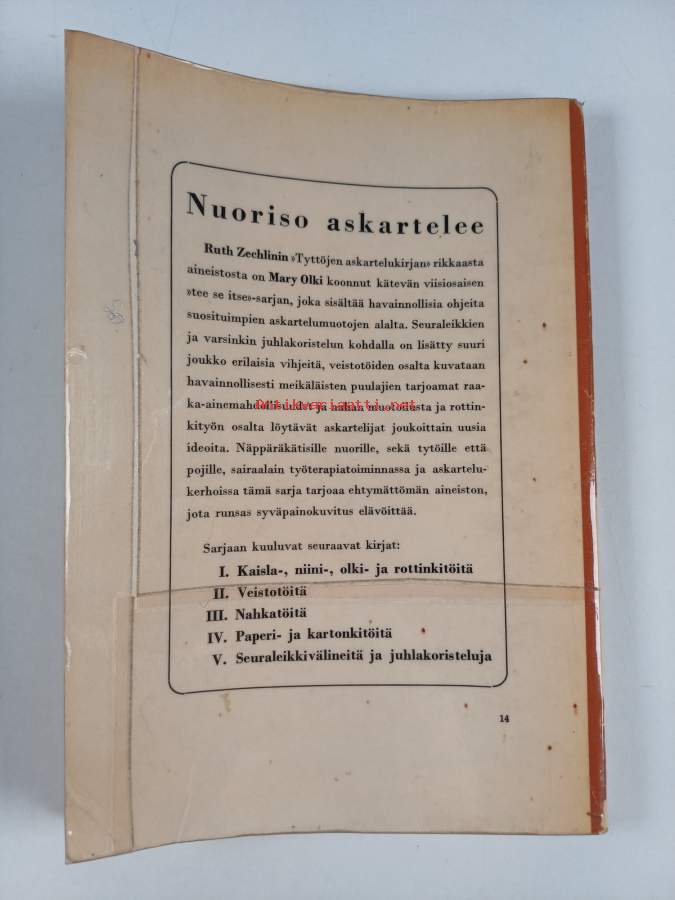 Nuoriso askartelee
Ruth Zechlinin »Tyttöjen askartelukirjan» rikkaasta
aineistosta on Mary Olki koonnut kätevän viisiosaisen
»tee se itse»-sarjan, joka sisältää havainnollisia ohjeita
suosituimpien askartelumuotojen alalta. Seuraleikkien
ja varsinkin juhlakoristelun kohdalla on lisätty suuri
joukko erilaisia vihjeitä, veistotöiden osalta kuvataan
havainnollisesti meikäläisten puulajien tarjoamat raa-
ka-ainemahdollisuudet ja nahan muotoilusta ja rottin-
Antikvariaatti.net
kityön osalta löytävät askartelijat joukoittain uusia
ideoita. Näppäräkätisille nuorille, sekä tytöille että
pojille, sairaalain työterapiatoiminnassa ja askartelu-
kerhoissa tämä sarja tarjoaa ehtymättömän aineiston,
jota runsas syväpainokuvitus elävöittää.
Sarjaan kuuluvat seuraavat kirjat:
I. Kaisla-, niini-, olki- ja rottinkitöitä
II. Veistotöitä
III. Nahkatöitä
IV. Paperi- ja kartonkitöitä
V. Seuraleikkivälineitä ja juhlakoristeluja
14